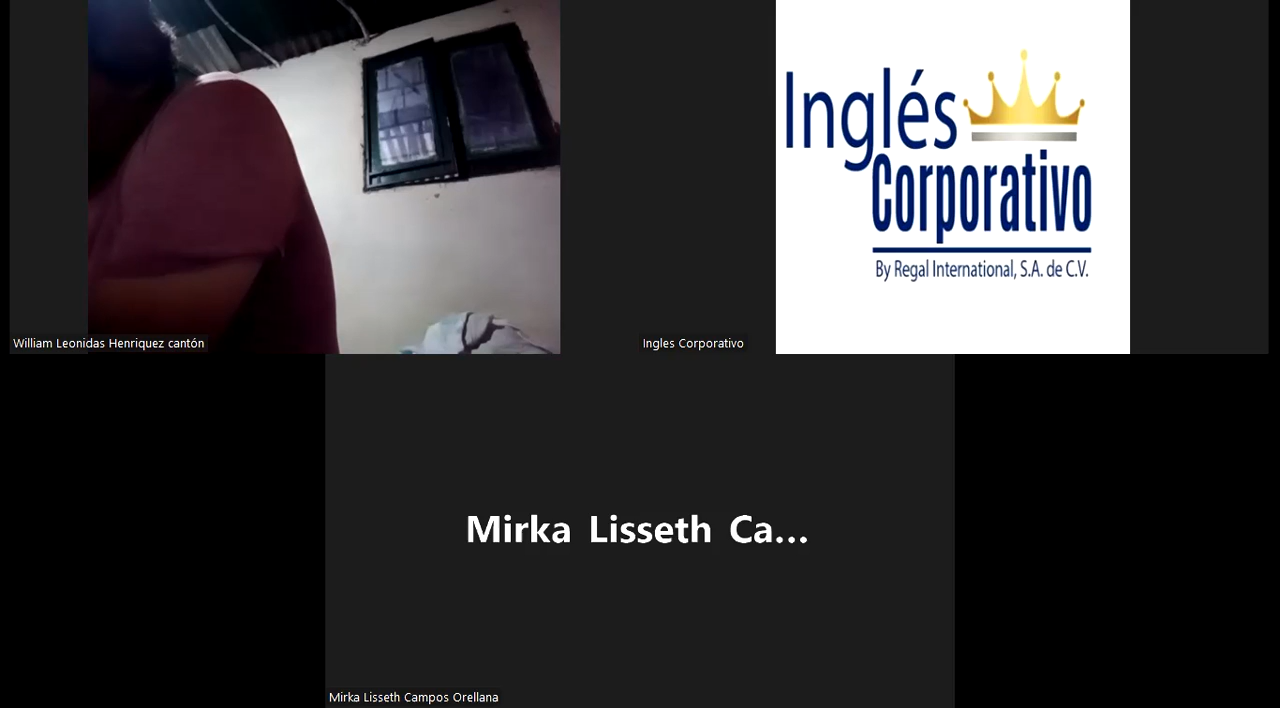 Inglés
Corporativo
By Regal International, S.A. de C.V.
William Leonidas Henriquez cantón
Ingles Corporativo
Mirka Lisseth Ca...
Mirka Lisseth Campos Orellana